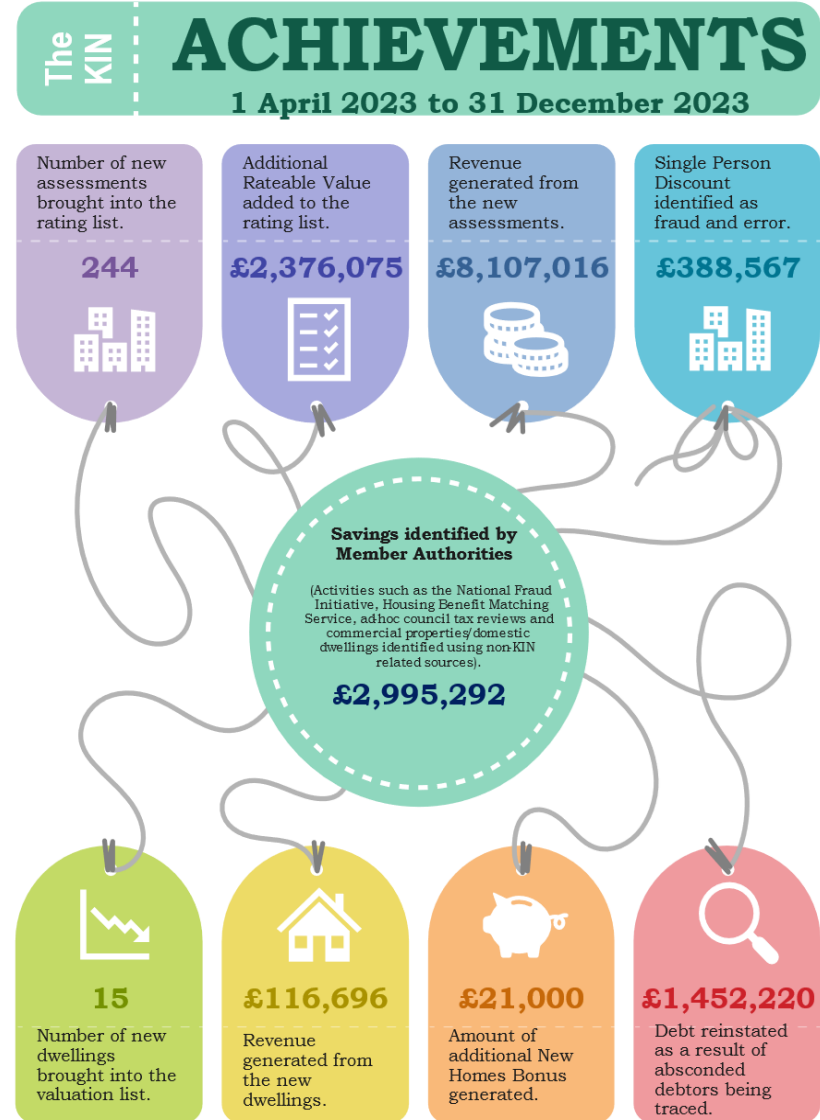 The
KIN
ACHIEVEMENTS
1 April 2023 to 31 December 2023
Number of new
assessments
brought into the
rating list.
244
Additional
Rateable Value
added to the
rating list.
£2,376,075
Revenue
generated from
the new
assessments.
£8,107,016
Single Person
Discount
identified as
fraud and error.
£388,567
Savings identified by
Member Authorities
(Activities such as the National Fraud
Initiative, Housing Benefit Matching
Service, ad-hoc council tax reviews and
commercial properties/domestic
dwellings identified using non-KIN
related sources).
£2,995,292
15
Number of new
dwellings
brought into the
valuation list.
£116,696
Revenue
generated from
the new
dwellings.
£21,000
Amount of
additional New
Homes Bonus
generated.
£1,452,220
Debt reinstated
as a result of
absconded
debtors being
traced.